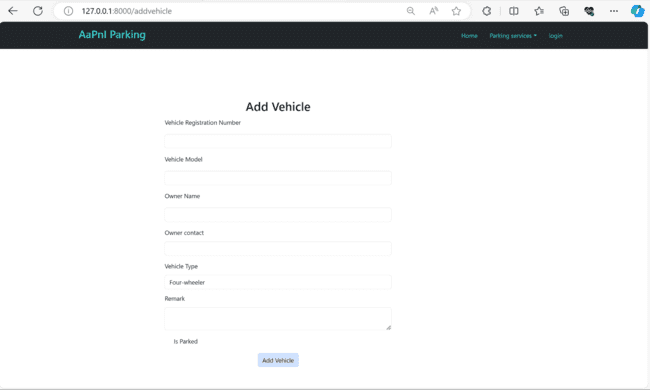 127.0.0.1:8000/addvehicle
AaPnI Parking
Home Parking services login
Add Vehicle
Vehicle Registration Number
Vehicle Model
Owner Name
Owner contact
Vehicle Type
Four-wheeler
Remark
Is Parked
Add Vehicle